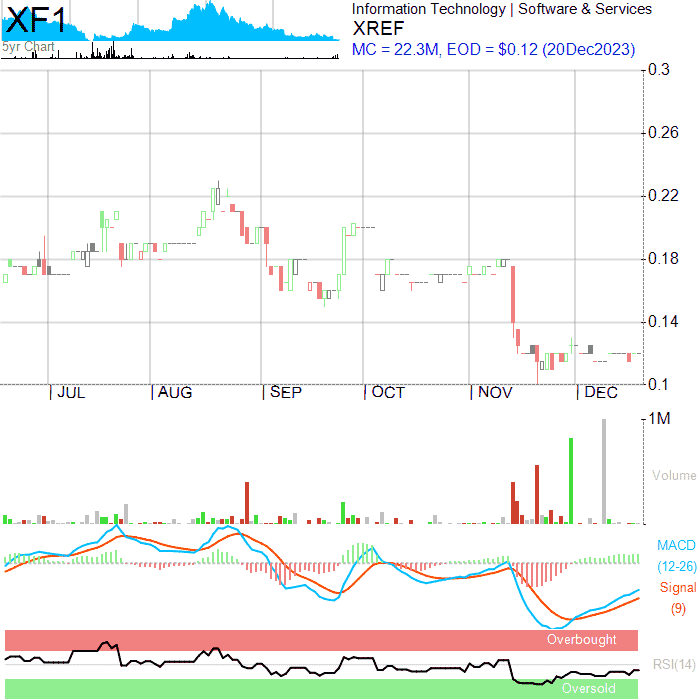 XF1
5yr Chart
Information Technology | Software & Services
XREF
MC = 22.3M, EOD = $0.12 (20Dec2023)
0.3
0.26
0.22
0.18
0.14
0.1
JUL AUG SEP OCT NOV DEC
1M
Volume
MACD
(12-26)
Signal
(9)
Overbought
RSI(14)
Oversold